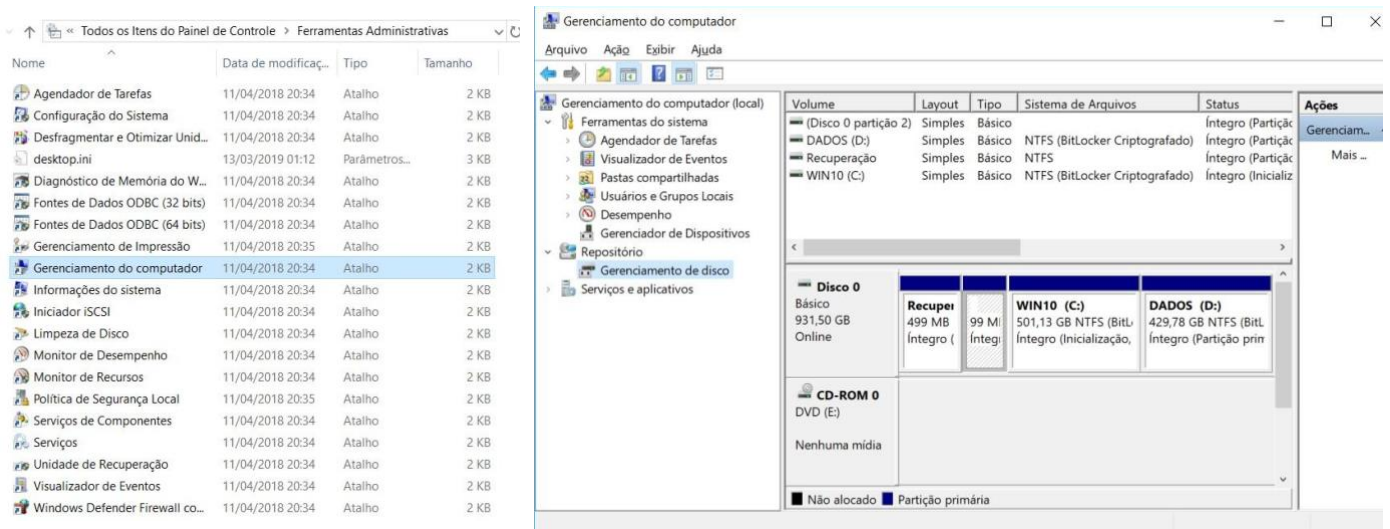 « Todos os Itens do Painel de Controle > Ferramentas Administrativas
Nome Data de modificaç... Tipo Tamanho
Agendador de Tarefas 11/04/2018 20:34 Atalho 2 KB
Configuração do Sistema 11/04/2018 20:34 Atalho 2 KB
Desfragmentar e Otimizar Unid... 11/04/2018 20:34 Atalho 2 KB
desktop.ini 13/03/2019 01:12 Parâmetros... 3 KB
Diagnóstico de Memória do W... 11/04/2018 20:34 Atalho 2 KB
Fontes de Dados ODBC (32 bits) 11/04/2018 20:34 Atalho 2 KB
Fontes de Dados ODBC (64 bits) 11/04/2018 20:34 Atalho 2 KB
Gerenciamento de Impressão 11/04/2018 20:35 Atalho 2 KB
Gerenciamento do computador 11/04/2018 20:34 Atalho 2 KB
Informações do sistema 11/04/2018 20:34 Atalho 2 KB
Iniciador iSCSI 11/04/2018 20:34 Atalho 2 KB
Limpeza de Disco 11/04/2018 20:34 Atalho 2 KB
Monitor de Desempenho 11/04/2018 20:34 Atalho 2 KB
Monitor de Recursos 11/04/2018 20:34 Atalho 2 KB
Política de Segurança Local 11/04/2018 20:35 Atalho 2 KB
Serviços de Componentes 11/04/2018 20:34 Atalho 2 KB
Serviços 11/04/2018 20:34 Atalho 2 KB
Unidade de Recuperação 11/04/2018 20:34 Atalho 2 KB
Visualizador de Eventos 11/04/2018 20:34 Atalho 2 KB
Windows Defender Firewall co... 11/04/2018 20:34 Atalho 2 KB
Gerenciamento do computador
Arquivo Ação Exibir Ajuda
Gerenciamento do computador (local)
Ferramentas do sistema
Agendador de Tarefas
Visualizador de Eventos
Pastas compartilhadas
Usuários e Grupos Locais
Desempenho
Gerenciador de Dispositivos
Repositório
Gerenciamento de disco
Serviços e aplicativos
Volume Layout Tipo Sistema de Arquivos Status
(Disco 0 partição 2) Simples Básico Íntegro (Partiçã
DADOS (D:) Simples Básico NTFS (BitLocker Criptografado) Íntegro (Partiçã
Recuperação Simples Básico NTFS Íntegro (Partiçã
WIN10 (C:) Simples Básico NTFS (BitLocker Criptografado) Íntegro (Inicializ
Disco 0
Básico
931,50 GB
Online
Recuper
499 MB
Íntegro (
99 M
Integ
WIN10 (C:)
501,13 GB NTFS (BitL
Íntegro (Inicialização,
DADOS (D:)
429,78 GB NTFS (BitL
Íntegro (Partição prin
CD-ROM 0
DVD (E:)
Nenhuma mídia
Não alocado Partição primária
Ações
Gerenciam...
Mais ...